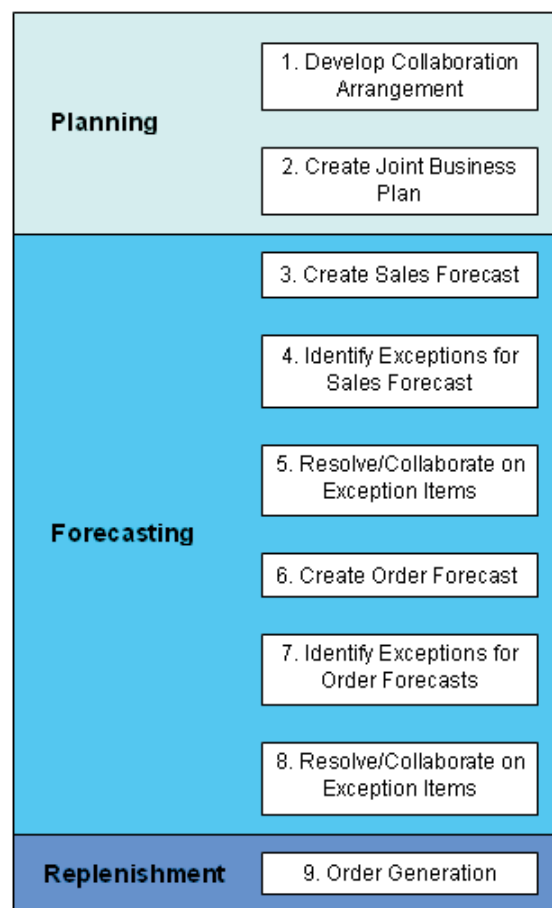 Planning
1. Develop Collaboration
Arrangement
2. Create Joint Business
Plan
Forecasting
3. Create Sales Forecast
4. Identify Exceptions for
Sales Forecast
5. Resolve/Collaborate on
Exception Items
6. Create Order Forecast
7. Identify Exceptions for
Order Forecasts
8. Resolve/Collaborate on
Exception Items
Replenishment
9. Order Generation